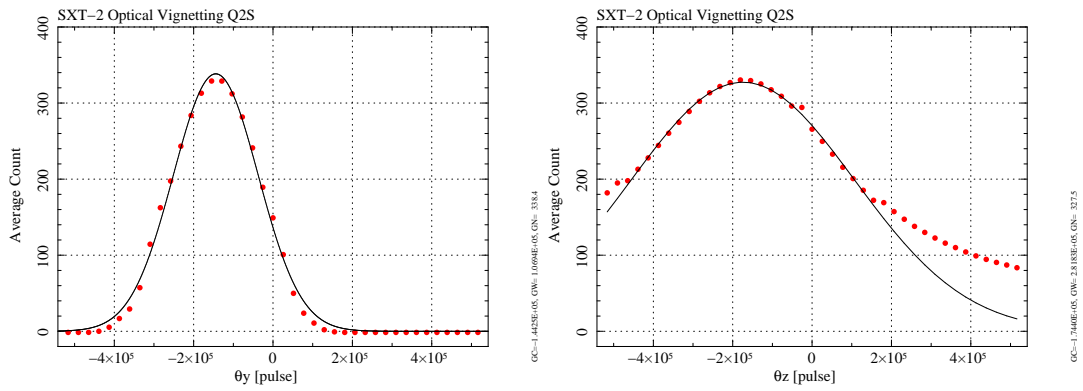 SXT−2 Optical Vignetting Q2S
400
300
200
100
0
Average Count
−4×10⁵ −2×10⁵ 0 2×10⁵ 4×10⁵
θy [pulse]
GC=−1.4425E+05, GW= 1.0694E+05, GN= 338.4
SXT−2 Optical Vignetting Q2S
400
300
200
100
0
Average Count
−4×10⁵ −2×10⁵ 0 2×10⁵ 4×10⁵
θz [pulse]
GC=−1.7440E+05, GW= 2.8183E+05, GN= 327.5